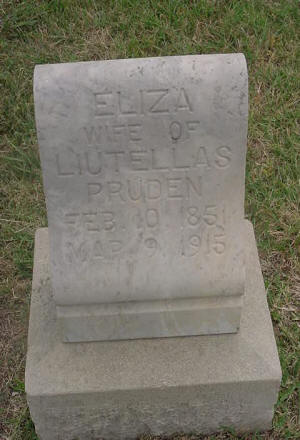 ELIZA
WIFE OF
LIUTELLAS
PRUDEN
FEB. 10 1851
MAR 9. 1915